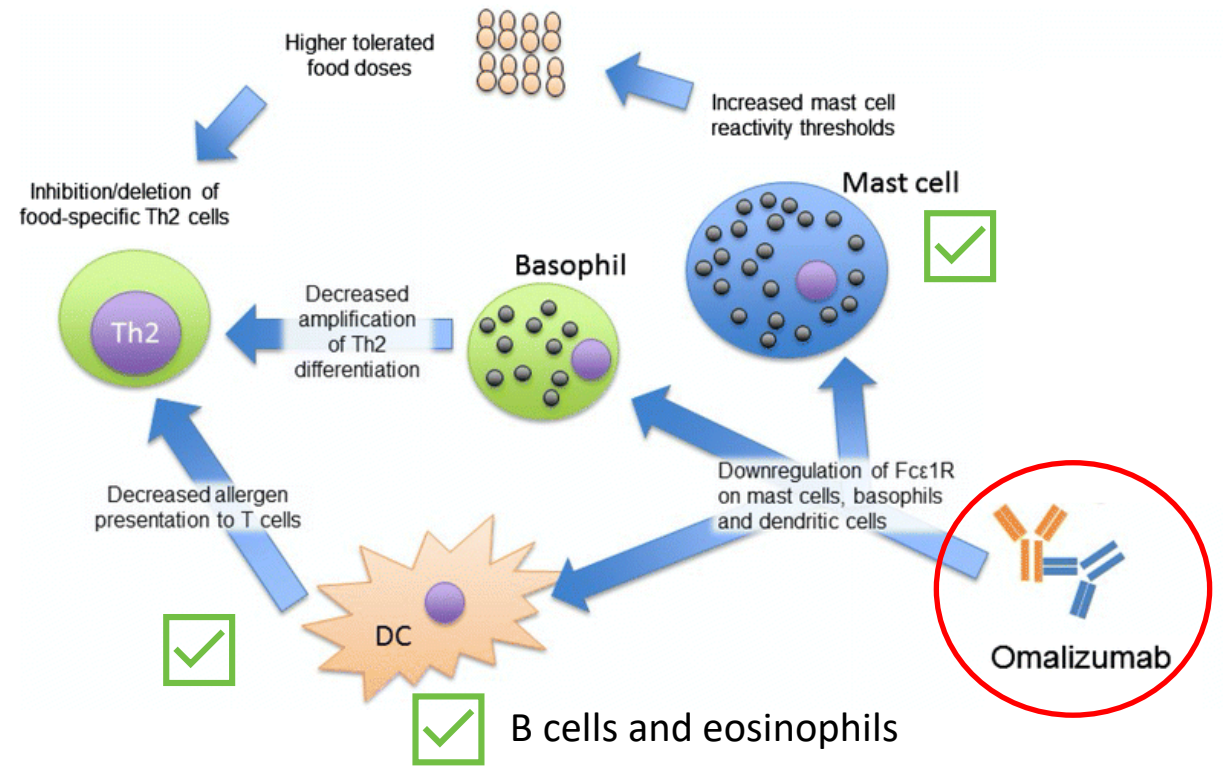 Higher tolerated
food doses
Increased mast cell
reactivity thresholds
Inhibition/deletion of
food-specific Th2 cells
Mast cell
Basophil
Th2
Decreased
amplification
of Th2
differentiation
Downregulation of Fcε1R
on mast cells, basophils
and dendritic cells
Decreased allergen
presentation to T cells
DC
Omalizumab
B cells and eosinophils